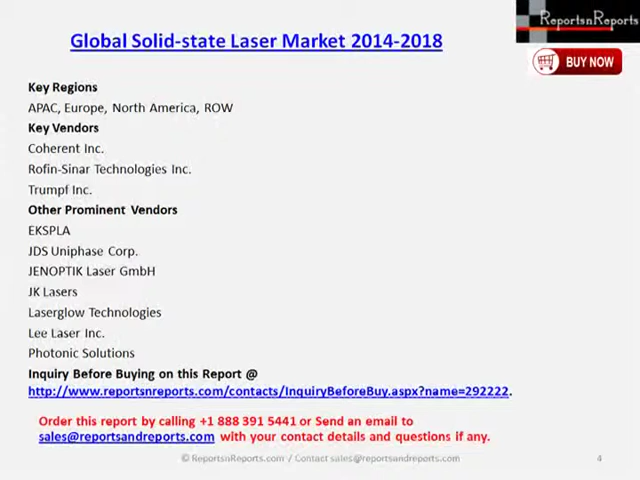 ReportsnReports
Global Solid-state Laser Market 2014-2018
BUY NOW
Key Regions
APAC, Europe, North America, ROW
Key Vendors
Coherent Inc.
Rofin-Sinar Technologies Inc.
Trumpf Inc.
Other Prominent Vendors
EKSPLA
JDS Uniphase Corp.
JENOPTIK Laser GmbH
JK Lasers
Laserglow Technologies
Lee Laser Inc.
Photonic Solutions
Inquiry Before Buying on this Report @
http://www.reportsnreports.com/contacts/InquiryBeforeBuy.aspx?name=292222.
Order this report by calling +1 888 391 5441 or Send an email to
sales@reportsandreports.com with your contact details and questions if any.
© ReportsnReports.com / Contact sales@reportsandreports.com
4